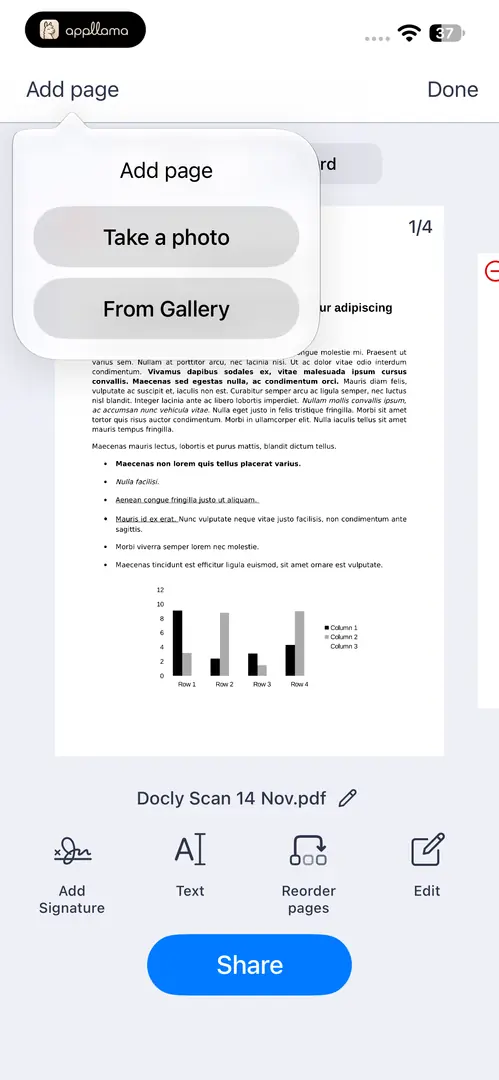 appllama
37
Add page
Done
Add page
rd
Take a photo
1/4
From Gallery
ur adipiscing
ongue molestie mi. Praesent ut
varius sem. Nullam at porttitor arcu, nec lacinia nisi. Ut ac dolor vitae odio interdum
condimentum. Vivamus dapibus sodales ex, vitae malesuada ipsum cursus
convallis. Maecenas sed egestas nulla, ac condimentum orci. Mauris diam felis,
vulputate ac suscipit et, iaculis non est. Curabitur semper arcu ac ligula semper, nec luctus
nisl blandit. Integer lacinia ante ac libero lobortis imperdiet. Nullam mollis convallis ipsum,
ac accumsan nunc vehicula vitae. Nulla eget justo in felis tristique fringilla. Morbi sit amet
tortor quis risus auctor condimentum. Morbi in ullamcorper elit. Nulla iaculis tellus sit amet
mauris tempus fringilla.
Maecenas mauris lectus, lobortis et purus mattis, blandit dictum tellus.
• Maecenas non lorem quis tellus placerat varius.
• Nulla facilisi.
• Aenean congue fringilla justo ut aliquam.
• Mauris id ex erat. Nunc vulputate neque vitae justo facilisis, non condimentum ante
sagittis.
• Morbi viverra semper lorem nec molestie.
• Maecenas tincidunt est efficitur ligula euismod, sit amet ornare est vulputate.
12
10
8
6
4
2
0
Row 1 Row 2 Row 3 Row 4
Column 1
Column 2
Column 3
Docly Scan 14 Nov.pdf
Add
Signature
Text
Reorder
pages
Edit
Share